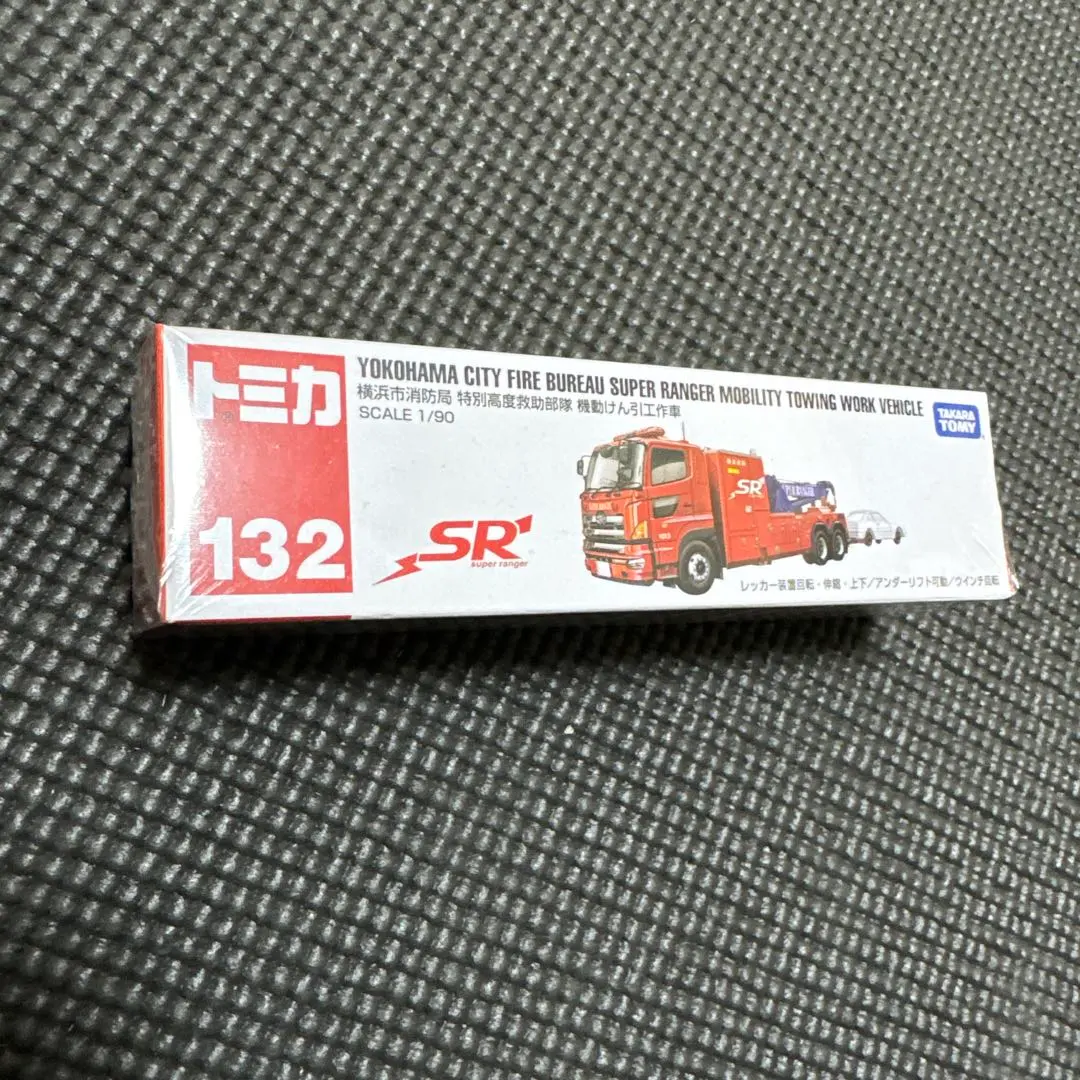 トミカ
132
YOKOHAMA CITY FIRE BUREAU SUPER RANGER MOBILITY TOWING WORK VEHICLE
横浜市消防局 特別高度救助部隊 機動けん引工作車
SCALE 1/90
TAKARA
TOMY
SR
super ranger
SR
レッカー装置回転・伸縮・上下/アンダーリフト可動/ウインチ回転